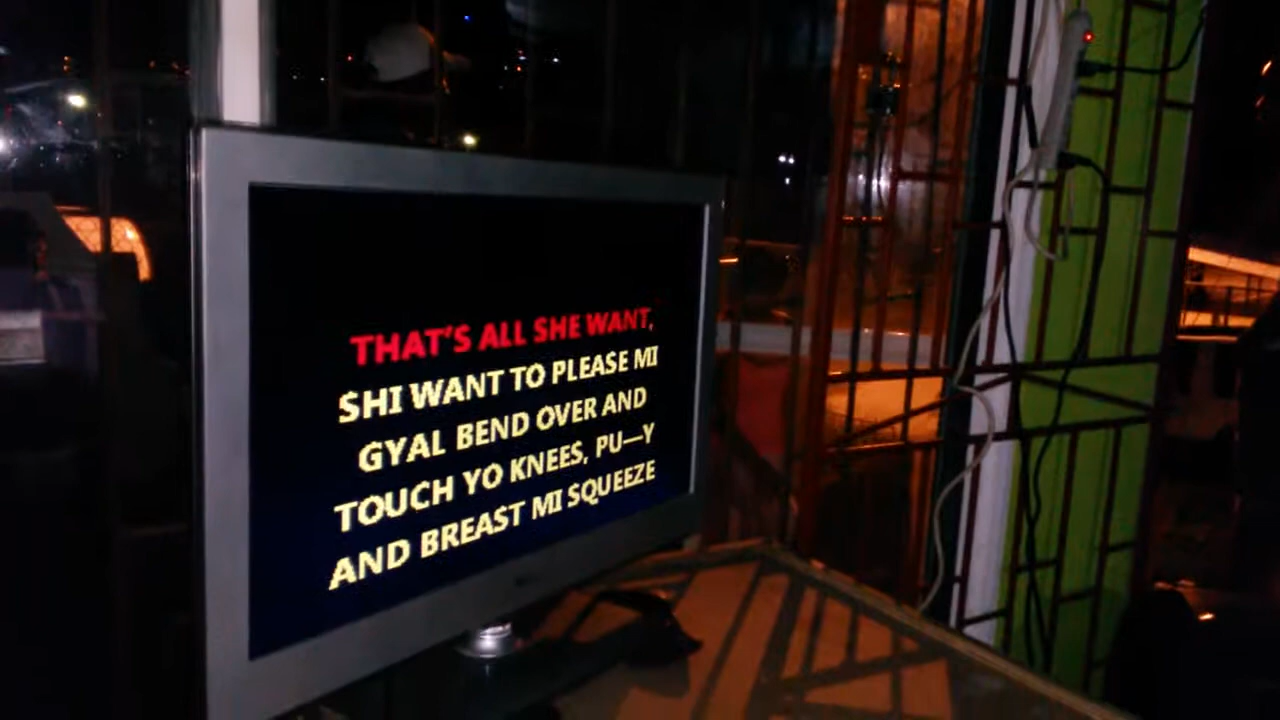 THAT'S ALL SHE WANT,
SHI WANT TO PLEASE MI
GYAL BEND OVER AND
TOUCH YO KNEES, PU—Y
AND BREAST MI SQUEEZE